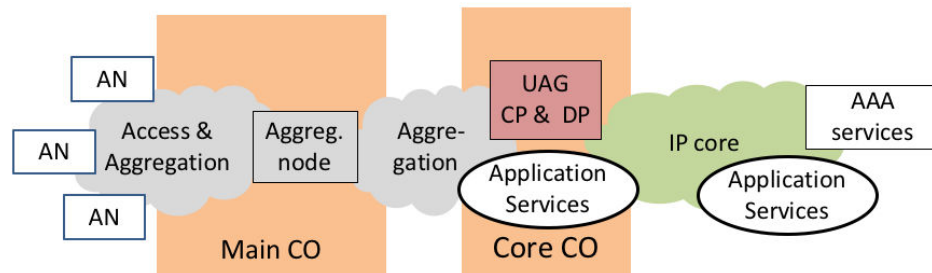 AN
AN
AN
Access &
Aggregation
Aggreg.
node
Main CO
Aggre-
gation
UAG
CP & DP
Application
Services
Core CO
IP core
AAA
services
Application
Services